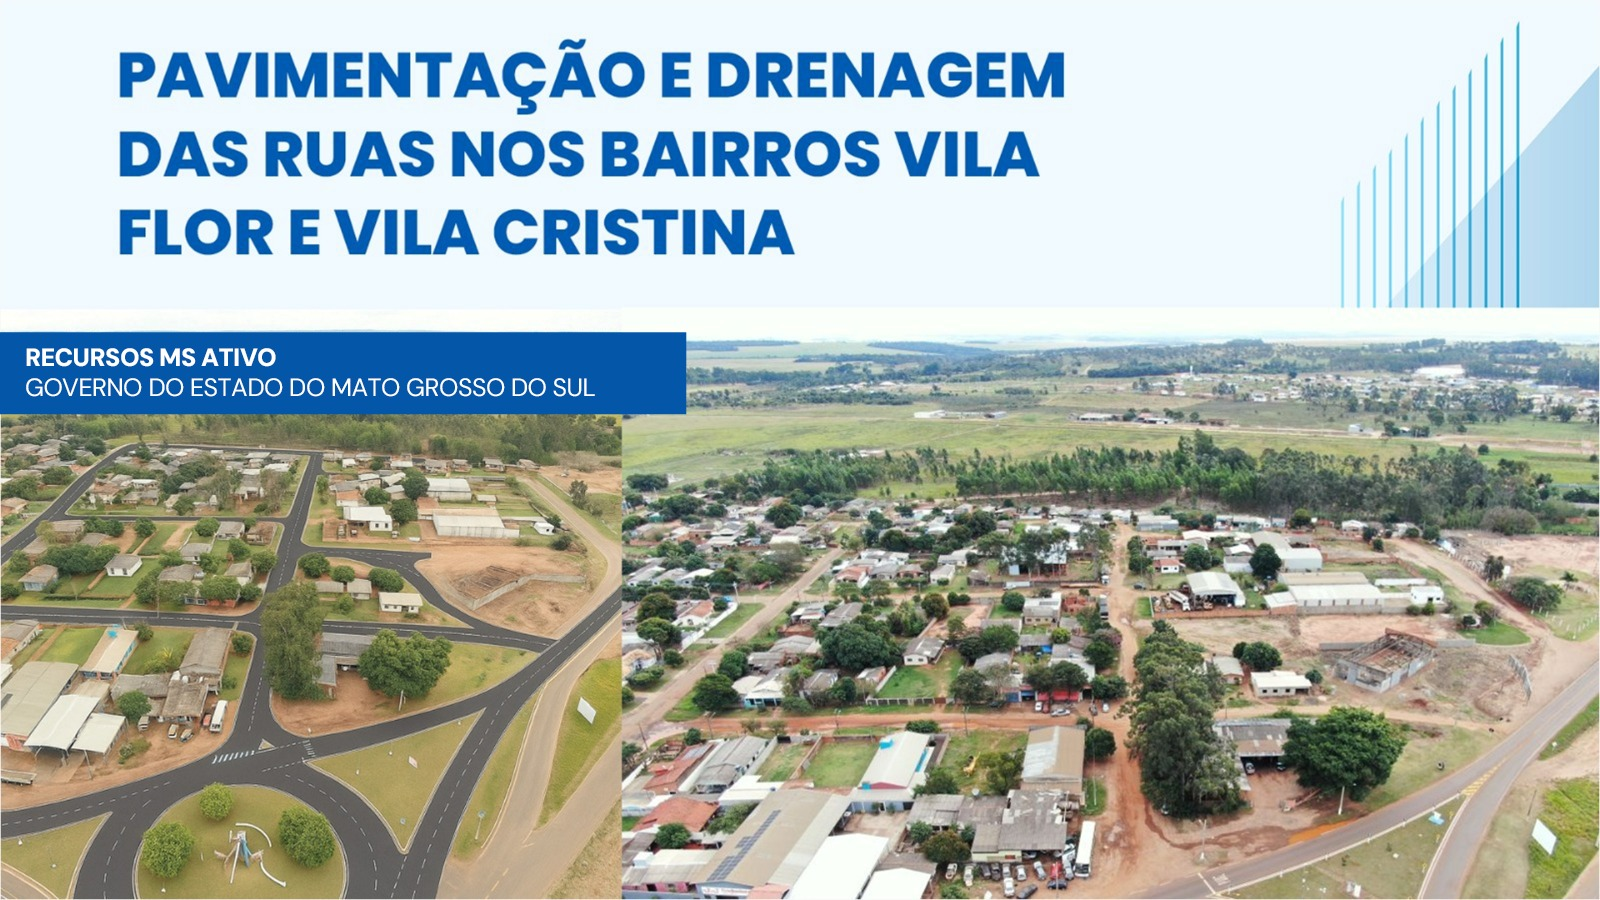 PAVIMENTAÇÃO E DRENAGEM
DAS RUAS NOS BAIRROS VILA
FLOR E VILA CRISTINA
RECURSOS MS ATIVO
GOVERNO DO ESTADO DO MATO GROSSO DO SUL